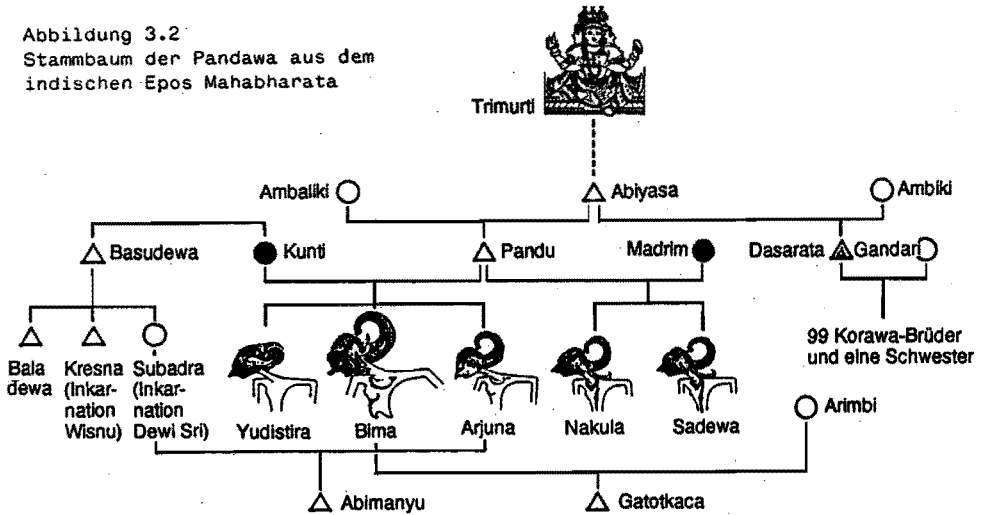 Abbildung 3.2
Stammbaum der Pandawa aus dem
indischen Epos Mahabharata
Trimurti
Ambaliki
Abiyasa
Ambiki
Basudewa
Kunti
Pandu
Madrim
Dasarata
Gandari
99 Korawa-Brüder
und eine Schwester
Bala
dewa
Kresna
(Inkar-
nation
Wisnu)
Subadra
(Inkar-
nation
Dewi Sri)
Yudistira
Bima
Arjuna
Nakula
Sadewa
Arimbi
Abimanyu
Gatotkaca